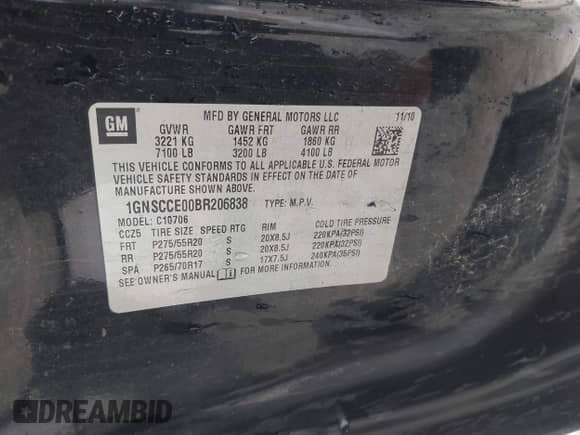 GM
MFD BY GENERAL MOTORS LLC 11/10
GVWR GAWR FRT GAWR RR
3221 KG 1452 KG 1860 KG
7100 LB 3200 LB 4100 LB
THIS VEHICLE CONFORMS TO ALL APPLICABLE U.S. FEDERAL MOTOR
VEHICLE SAFETY STANDARDS IN EFFECT ON THE DATE OF
MANUFACTURE SHOWN ABOVE.
1GNSCCE00BR206838 TYPE: M.P.V.
MODEL: C10706
CCZ5 TIRE SIZE SPEED RTG RIM COLD TIRE PRESSURE
FRT P275/55R20 S 20X8.5J 220KPA(32PSI)
RR P275/55R20 S 20X8.5J 220KPA(32PSI)
SPA P265/70R17 S 17X7.5J 240KPA(35PSI)
SEE OWNER'S MANUAL FOR MORE INFORMATION.
DREAMBID